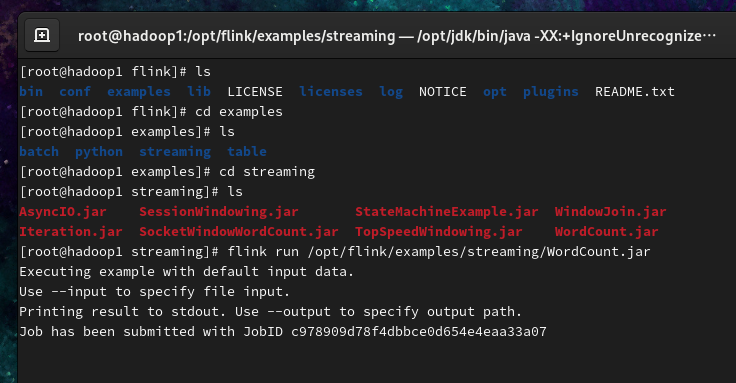 root@hadoop1:/opt/flink/examples/streaming — /opt/jdk/bin/java -XX:+IgnoreUnrecognize···
[root@hadoop1 flink]# ls
bin  conf  examples  lib  LICENSE  licenses  log  NOTICE  opt  plugins  README.txt
[root@hadoop1 flink]# cd examples
[root@hadoop1 examples]# ls
batch  python  streaming  table
[root@hadoop1 examples]# cd streaming
[root@hadoop1 streaming]# ls
AsyncIO.jar    SessionWindowing.jar       StateMachineExample.jar  WindowJoin.jar
Iteration.jar  SocketWindowWordCount.jar  TopSpeedWindowing.jar    WordCount.jar
[root@hadoop1 streaming]# flink run /opt/flink/examples/streaming/WordCount.jar
Executing example with default input data.
Use --input to specify file input.
Printing result to stdout. Use --output to specify output path.
Job has been submitted with JobID c978909d78f4dbbce0d654e4eaa33a07